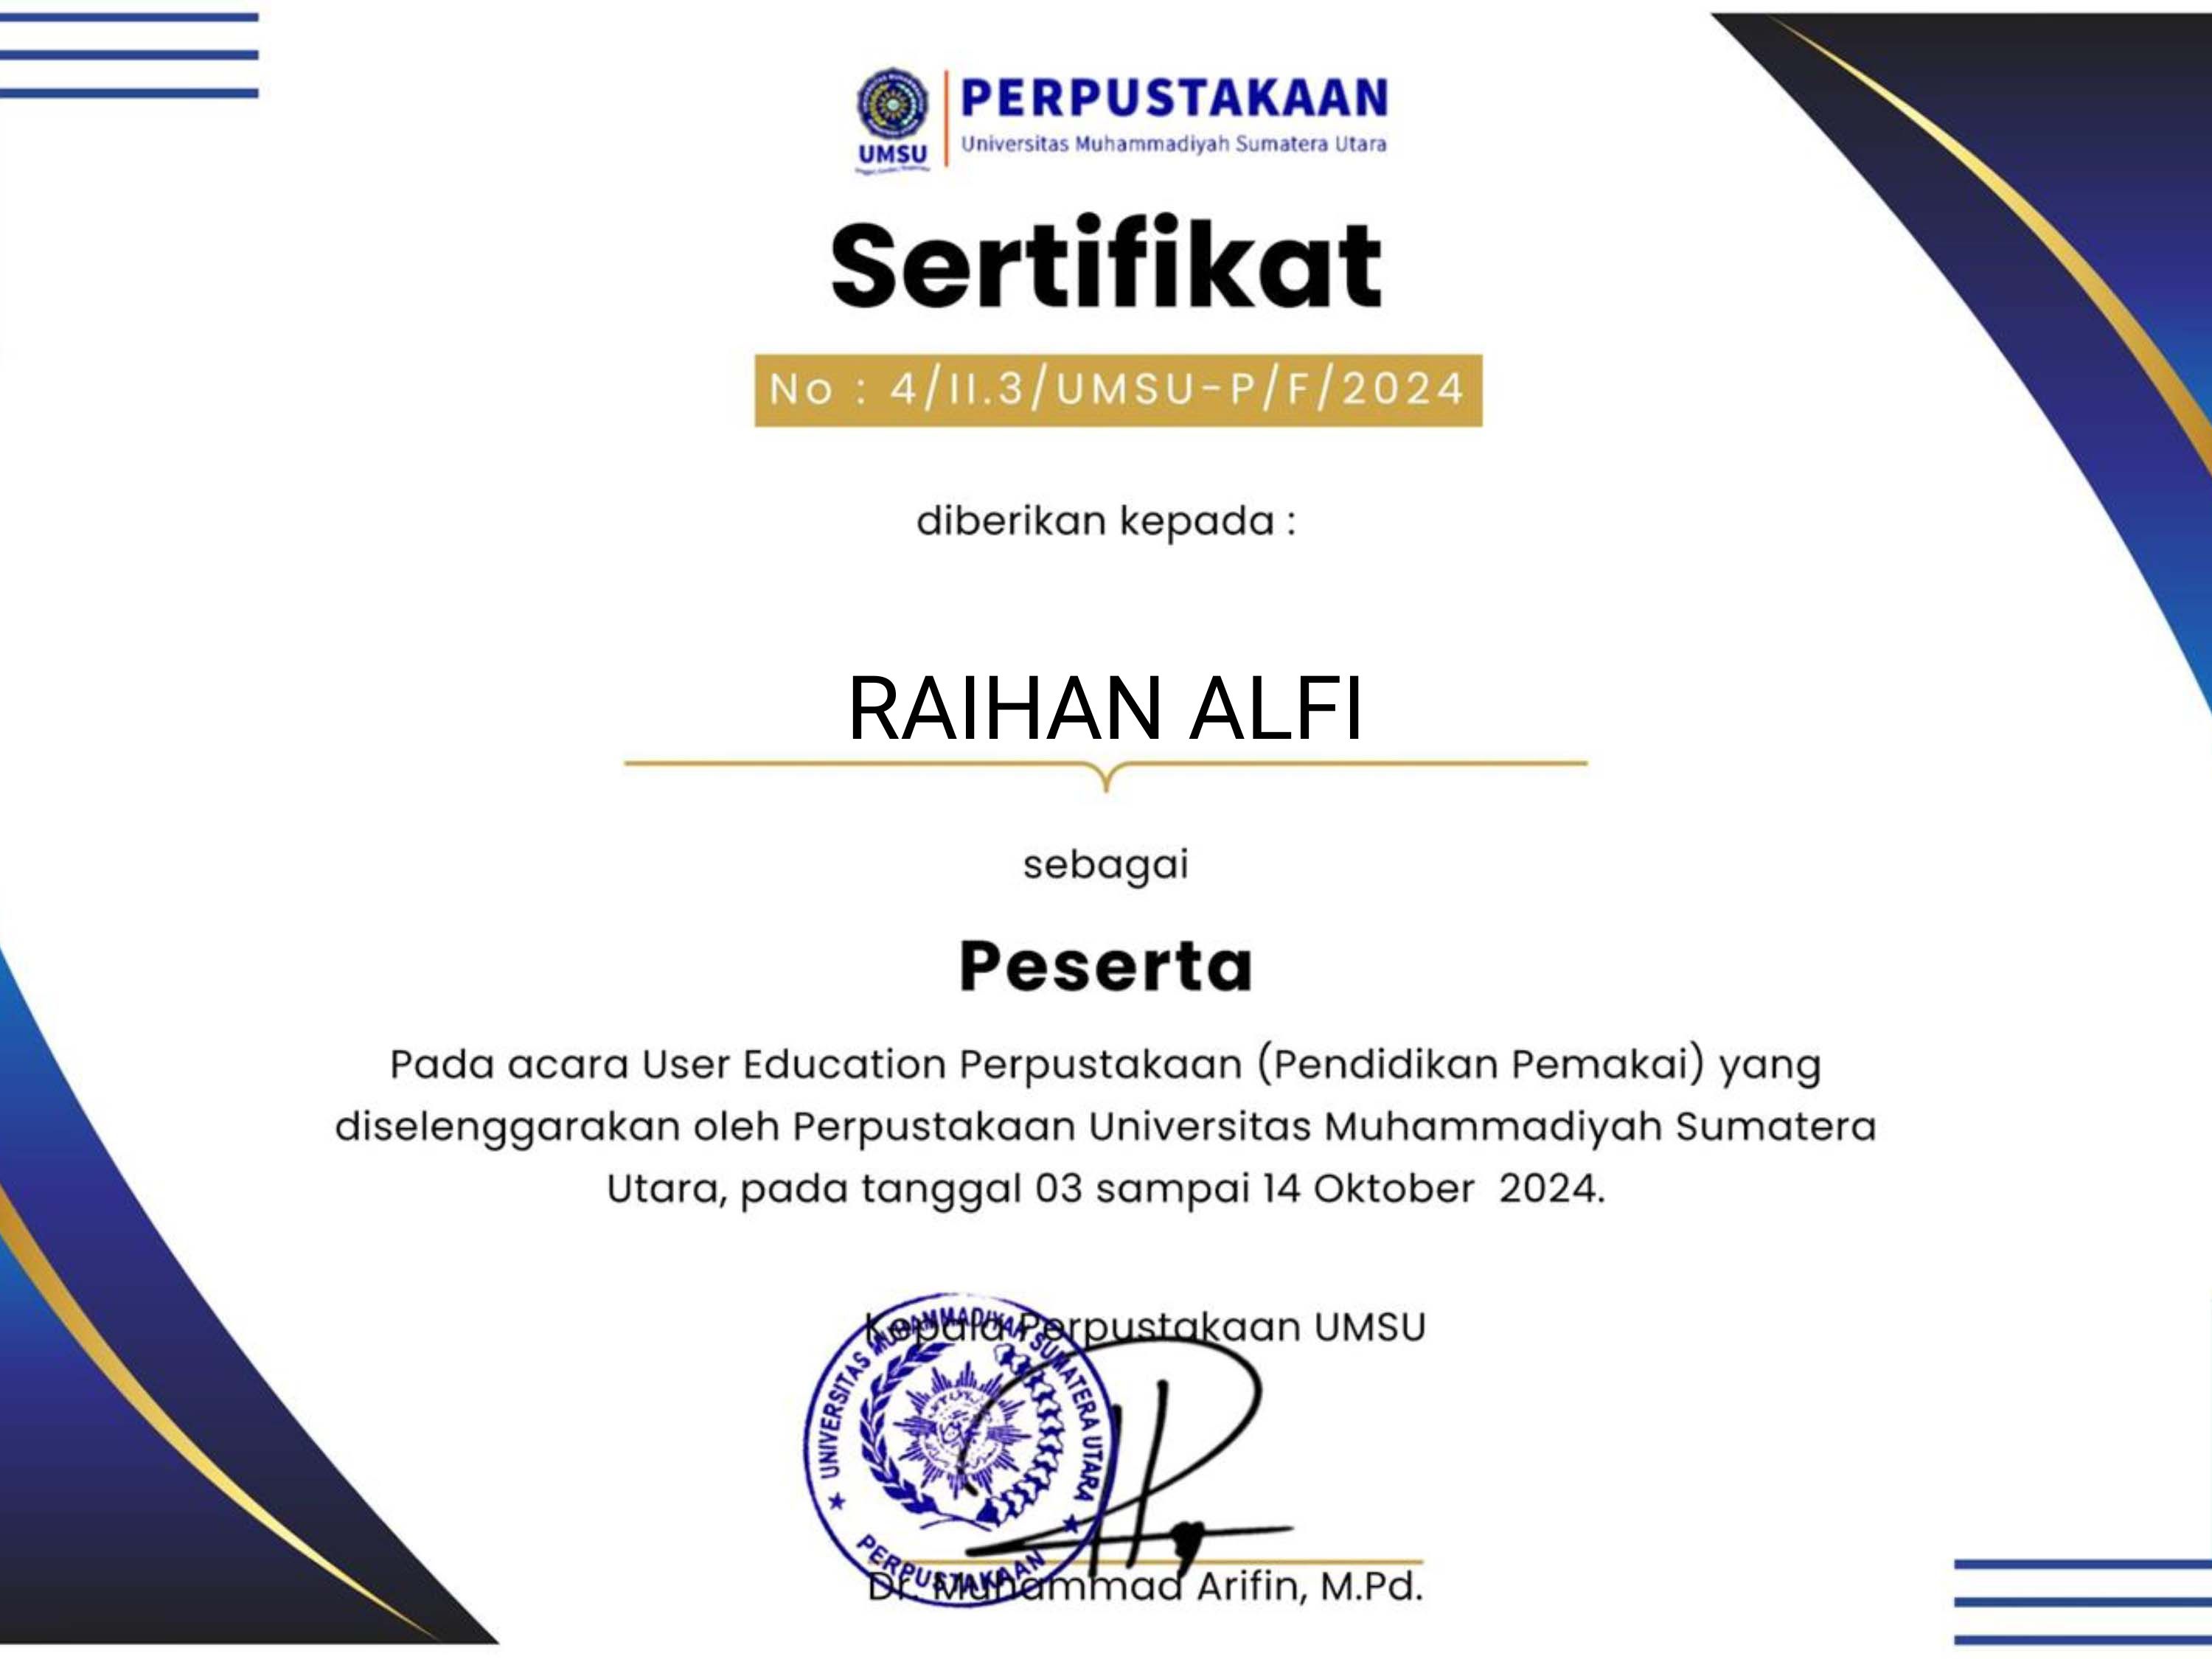 PERPUSTAKAAN
UMSU
Universitas Muhammadiyah Sumatera Utara
Sertifikat
No : 4/II.3/UMSU-P/F/2024
diberikan kepada :
RAIHAN ALFI
sebagai
Peserta
Pada acara User Education Perpustakaan (Pendidikan Pemakai) yang
diselenggarakan oleh Perpustakaan Universitas Muhammadiyah Sumatera
Utara, pada tanggal 03 sampai 14 Oktober 2024.
Kepala Perpustakaan UMSU
UNIVERSITAS MUHAMMADIYAH SUMATERA UTARA
PERPUSTAKAAN
Dr. Muhammad Arifin, M.Pd.